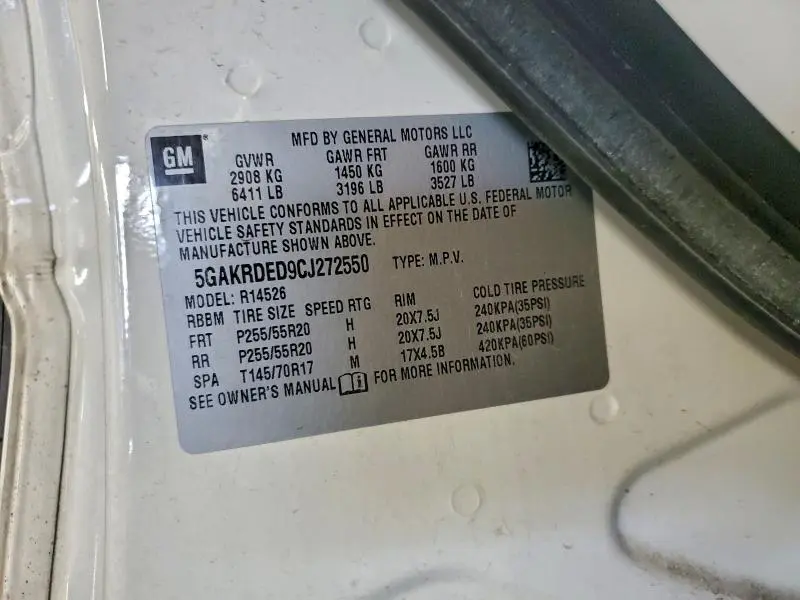 GM
MFD BY GENERAL MOTORS LLC
GVWR GAWR FRT GAWR RR
2908 KG 1450 KG 1600 KG
6411 LB 3196 LB 3527 LB
THIS VEHICLE CONFORMS TO ALL APPLICABLE U.S. FEDERAL MOTOR
VEHICLE SAFETY STANDARDS IN EFFECT ON THE DATE OF
MANUFACTURE SHOWN ABOVE.
5GAKRDED9CJ272550 TYPE: M.P.V.
MODEL: R14526
RBBM TIRE SIZE SPEED RTG RIM COLD TIRE PRESSURE
FRT P255/55R20 H 20X7.5J 240KPA(35PSI)
RR P255/55R20 H 20X7.5J 240KPA(35PSI)
SPA T145/70R17 M 17X4.5B 420KPA(60PSI)
SEE OWNER'S MANUAL FOR MORE INFORMATION.